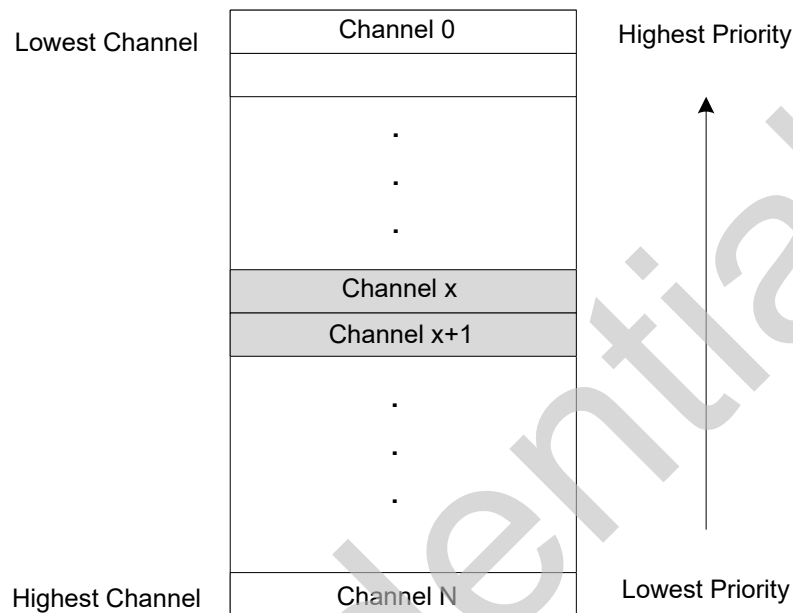 Lowest Channel
Channel 0
Highest Priority
.
.
.
Channel x
Channel x+1
.
.
.
Highest Channel
Channel N
Lowest Priority